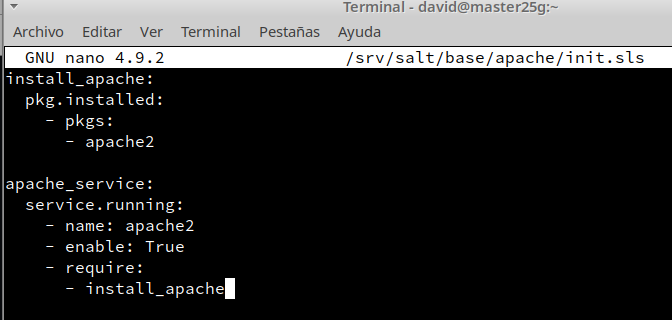 Terminal - david@master25g:~
Archivo Editar Ver Terminal Pestañas Ayuda
GNU nano 4.9.2 /srv/salt/base/apache/init.sls
install_apache:
  pkg.installed:
    - pkgs:
      - apache2

apache_service:
  service.running:
    - name: apache2
    - enable: True
    - require:
      - install_apache